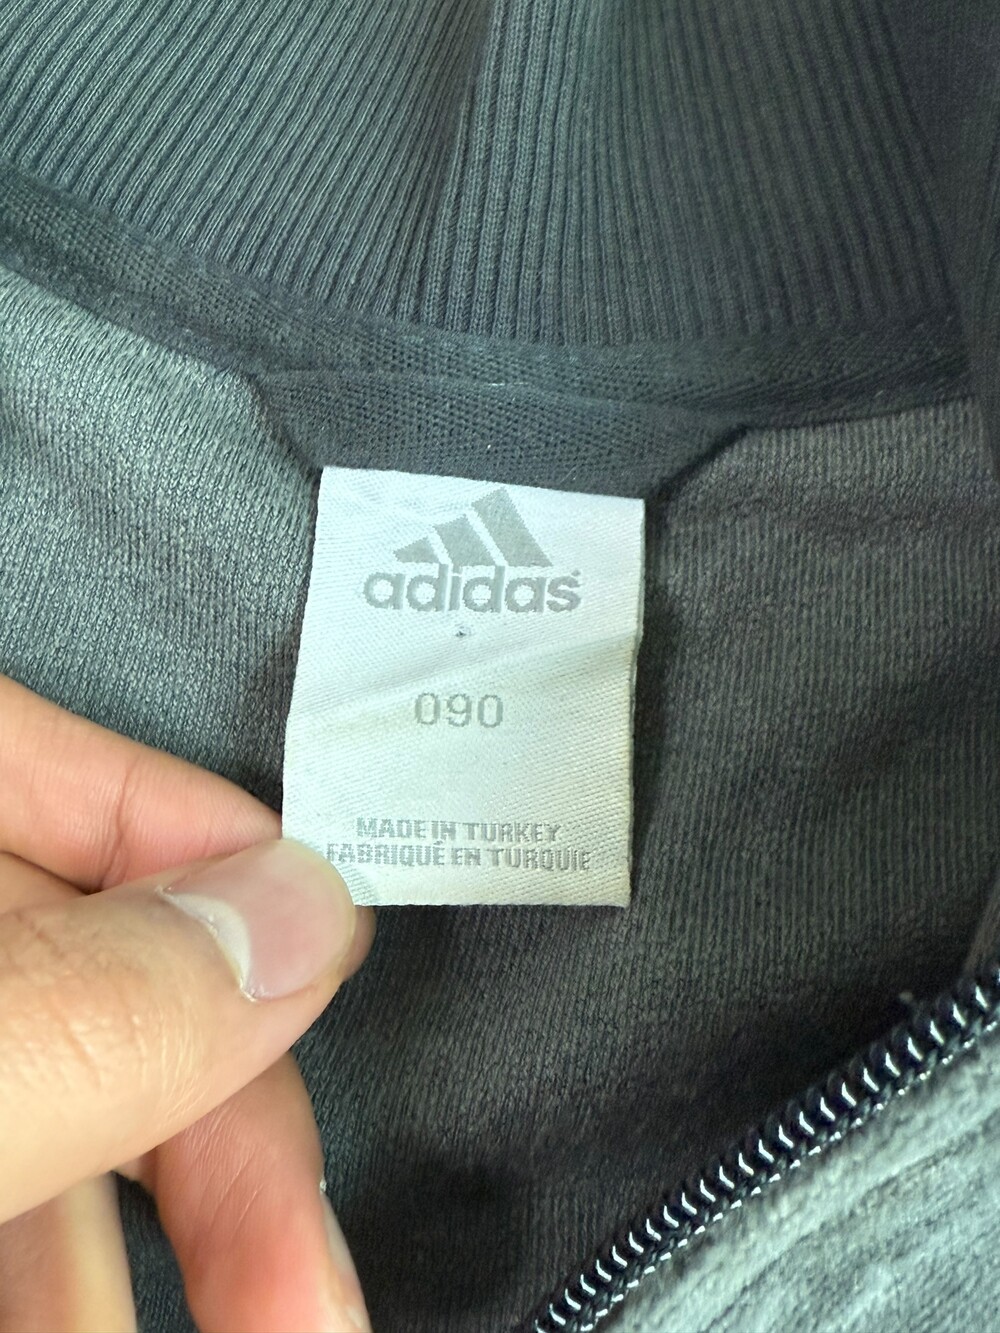 adidas®
090
MADE IN TURKEY
FABRIQUÉ EN TURQUIE